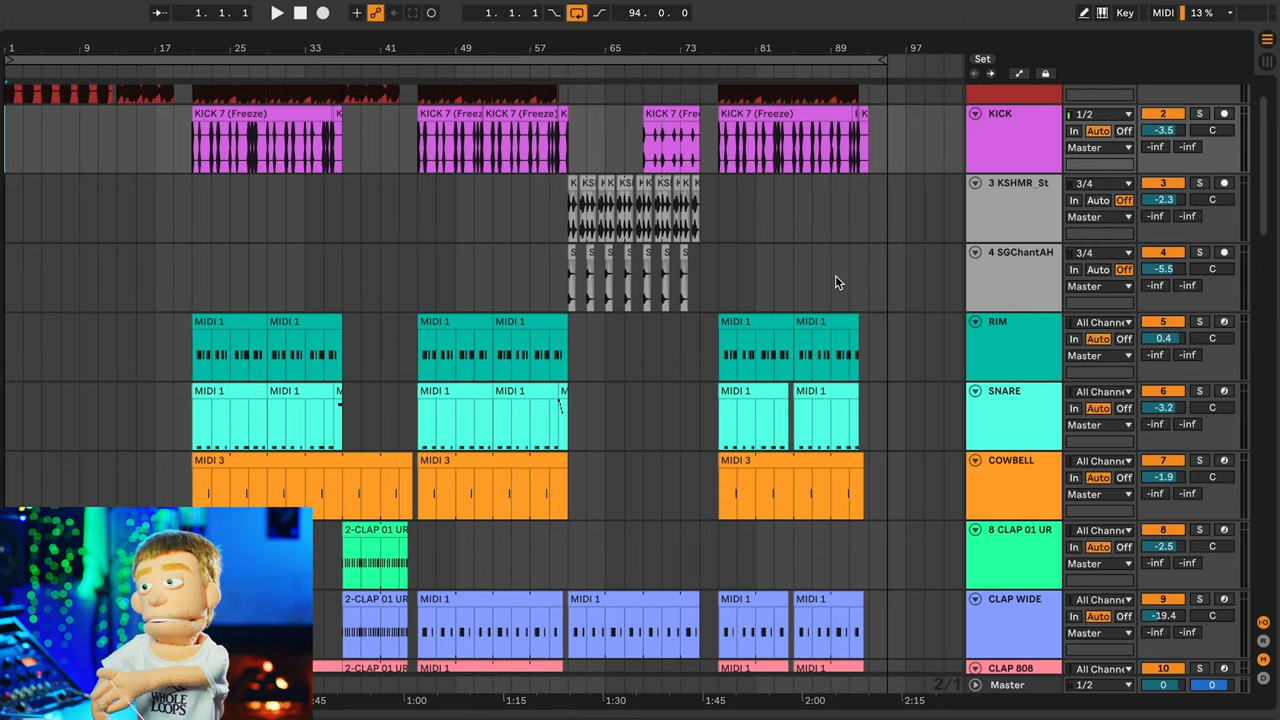 1. 1. 1
1. 1. 1
94. 0. 0
Key
MIDI
13 %
1 9 17 25 33 41 49 57 65 73 81 89 97
Set
KICK 7 (Freeze) K KICK 7 (Freez KICK 7 (Freeze) K KICK 7 (Fre KICK 7 (Freeze) K
KICK 1/2 2 S
In Auto Off -3.5 C
Master -inf -inf
K KS K K KS K K K K K
3 KSHMR_St 3/4 3 S
In Auto Off -2.3 C
Master -inf -inf
S S S S S S S
4 SGChantAH 3/4 4 S
In Auto Off -5.5 C
Master -inf -inf
MIDI 1 MIDI 1 MIDI 1 MIDI 1 MIDI 1 MIDI 1
RIM All Channe 5 S
In Auto Off 0.4 C
Master -inf -inf
MIDI 1 MIDI 1 M MIDI 1 MIDI 1 M MIDI 1 MIDI 1
SNARE All Channe 6 S
In Auto Off -3.2 C
Master -inf -inf
MIDI 3 MIDI 3 MIDI 3
COWBELL All Channe 7 S
In Auto Off -1.9 C
Master -inf -inf
2-CLAP 01 UR
8 CLAP 01 UR All Channe 8 S
In Auto Off -2.5 C
Master -inf -inf
2-CLAP 01 UR MIDI 1 MIDI 1 MIDI 1 MIDI 1
CLAP WIDE All Channe 9 S
In Auto Off -19.4 C
Master -inf -inf
2-CLAP 01 UR MIDI 1 MIDI 1 MIDI 1
CLAP 808 All Channe 10 S
2/1 Master 1/2 0 0
:45 1:00 1:15 1:30 1:45 2:00 2:15
I·O
R
M
D
WHOLE
LOOPS